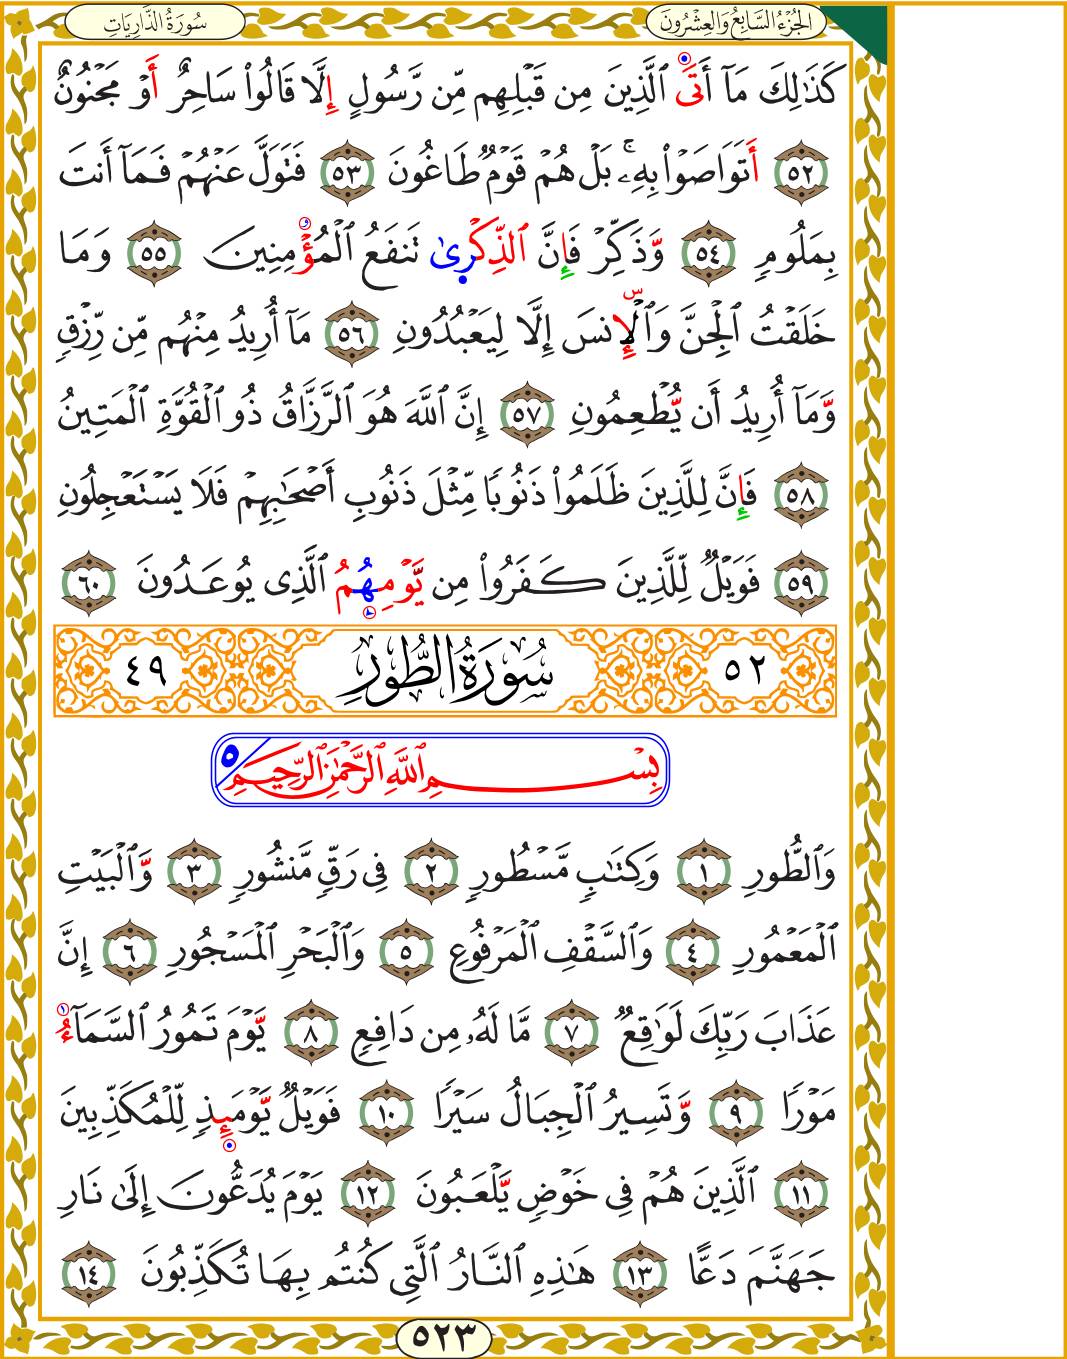 سُورَةُ الذَّارِيَاتِ
الجُزْءُ السَّابِعُ وَالعِشْرُونَ
كَذَٰلِكَ مَآ أَتَى ٱلَّذِينَ مِن قَبْلِهِم مِّن رَّسُولٍ إِلَّا قَالُوا۟ سَاحِرٌ أَوْ مَجْنُونٌ
٥٢ أَتَوَاصَوْا۟ بِهِۦ ۚ بَلْ هُمْ قَوْمٌ طَاغُونَ ٥٣ فَتَوَلَّ عَنْهُمْ فَمَآ أَنتَ
بِمَلُومٍ ٥٤ وَّذَكِّرْ فَإِنَّ ٱلذِّكْرَىٰ تَنفَعُ ٱلْمُؤْمِنِينَ ٥٥ وَمَا
خَلَقْتُ ٱلْجِنَّ وَٱلْإِنسَ إِلَّا لِيَعْبُدُونِ ٥٦ مَآ أُرِيدُ مِنْهُم مِّن رِّزْقٍ
وَّمَآ أُرِيدُ أَن يُّطْعِمُونِ ٥٧ إِنَّ ٱللَّهَ هُوَ ٱلرَّزَّاقُ ذُو ٱلْقُوَّةِ ٱلْمَتِينُ
٥٨ فَإِنَّ لِلَّذِينَ ظَلَمُوا۟ ذَنُوبًا مِّثْلَ ذَنُوبِ أَصْحَٰبِهِمْ فَلَا يَسْتَعْجِلُونِ
٥٩ فَوَيْلٌ لِّلَّذِينَ كَفَرُوا۟ مِن يَّوْمِهِمُ ٱلَّذِى يُوعَدُونَ ٦٠
٥٢ سُورَةُ الطُّورِ ٤٩
بِسْمِ ٱللَّهِ ٱلرَّحْمَٰنِ ٱلرَّحِيمِ ٥
وَٱلطُّورِ ١ وَكِتَٰبٍ مَّسْطُورٍ ٢ فِى رَقٍّ مَّنشُورٍ ٣ وَّٱلْبَيْتِ
ٱلْمَعْمُورِ ٤ وَٱلسَّقْفِ ٱلْمَرْفُوعِ ٥ وَٱلْبَحْرِ ٱلْمَسْجُورِ ٦ إِنَّ
عَذَابَ رَبِّكَ لَوَٰقِعٌ ٧ مَّا لَهُۥ مِن دَافِعٍ ٨ يَّوْمَ تَمُورُ ٱلسَّمَآءُ
مَوْرًا ٩ وَّتَسِيرُ ٱلْجِبَالُ سَيْرًا ١٠ فَوَيْلٌ يَّوْمَئِذٍ لِّلْمُكَذِّبِينَ
١١ ٱلَّذِينَ هُمْ فِى خَوْضٍ يَّلْعَبُونَ ١٢ يَوْمَ يُدَعُّونَ إِلَىٰ نَارِ
جَهَنَّمَ دَعًّا ١٣ هَٰذِهِ ٱلنَّارُ ٱلَّتِى كُنتُم بِهَا تُكَذِّبُونَ ١٤
٥٢٣